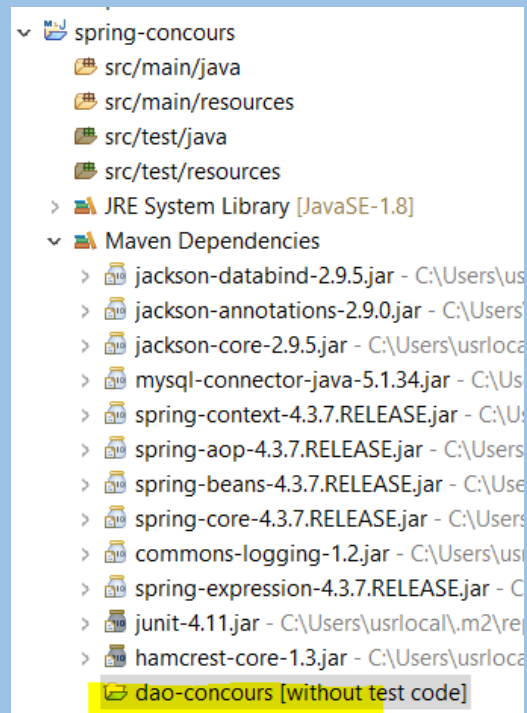 spring-concours
src/main/java
src/main/resources
src/test/java
src/test/resources
JRE System Library [JavaSE-1.8]
Maven Dependencies
jackson-databind-2.9.5.jar - C:\Users\us
jackson-annotations-2.9.0.jar - C:\Users\
jackson-core-2.9.5.jar - C:\Users\usrloca
mysql-connector-java-5.1.34.jar - C:\Us
spring-context-4.3.7.RELEASE.jar - C:\U
spring-aop-4.3.7.RELEASE.jar - C:\Users
spring-beans-4.3.7.RELEASE.jar - C:\Use
spring-core-4.3.7.RELEASE.jar - C:\Users
commons-logging-1.2.jar - C:\Users\us
spring-expression-4.3.7.RELEASE.jar - C
junit-4.11.jar - C:\Users\usrlocal\.m2\re
hamcrest-core-1.3.jar - C:\Users\usrloca
dao-concours [without test code]